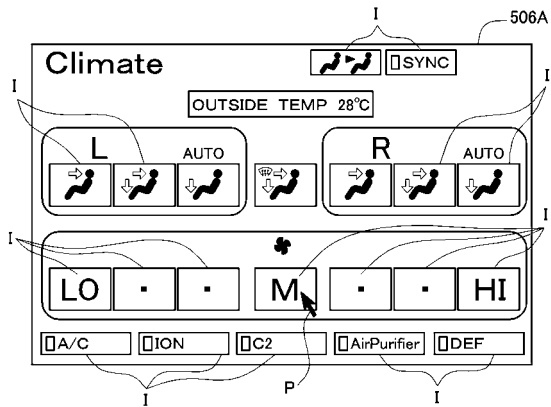 I
506A
Climate
SYNC
I
I
OUTSIDE TEMP 28°C
L AUTO
R AUTO
I
I
LO · · M · · HI
A/C ION C2 AirPurifier DEF
I
P
I